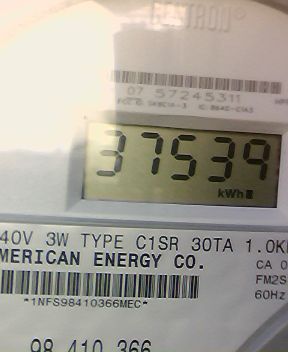 CENTRON®
07 57245311
37539
kWh
40V 3W TYPE C1SR 30TA 1.0K
MERICAN ENERGY CO.
CA 0
FM2S
60Hz
*1NFS98410366MEC*
98 410 366